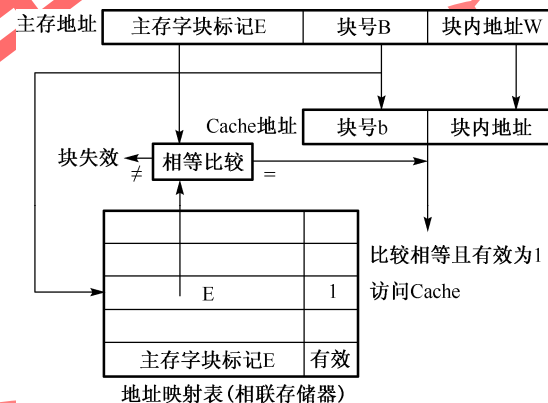 主存地址 主存字块标记E 块号B 块内地址W
Cache地址 块号b 块内地址
块失效 ≠ 相等比较 =
比较相等且有效为1
E 1 访问Cache
主存字块标记E 有效
地址映射表(相联存储器)